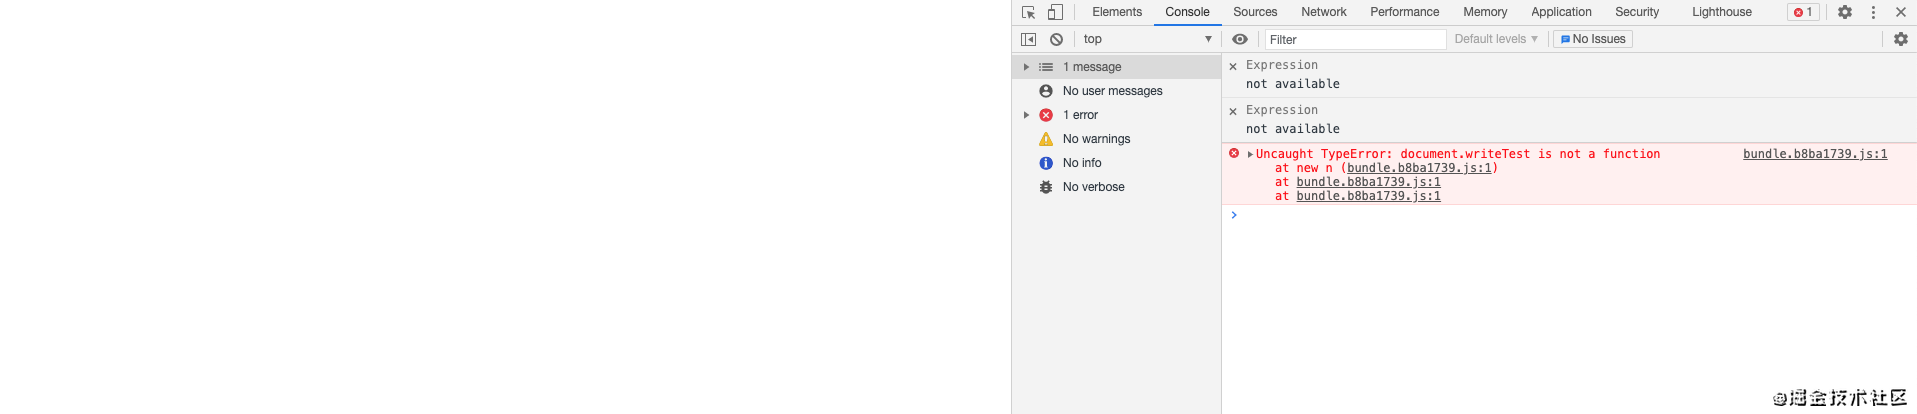 Elements Console Sources Network Performance Memory Application Security Lighthouse 1
top Filter Default levels No Issues
1 message
No user messages
1 error
No warnings
No info
No verbose
Expression
not available
Expression
not available
Uncaught TypeError: document.writeTest is not a function bundle.b8ba1739.js:1
at new n (bundle.b8ba1739.js:1)
at bundle.b8ba1739.js:1
at bundle.b8ba1739.js:1
@掘金技术社区